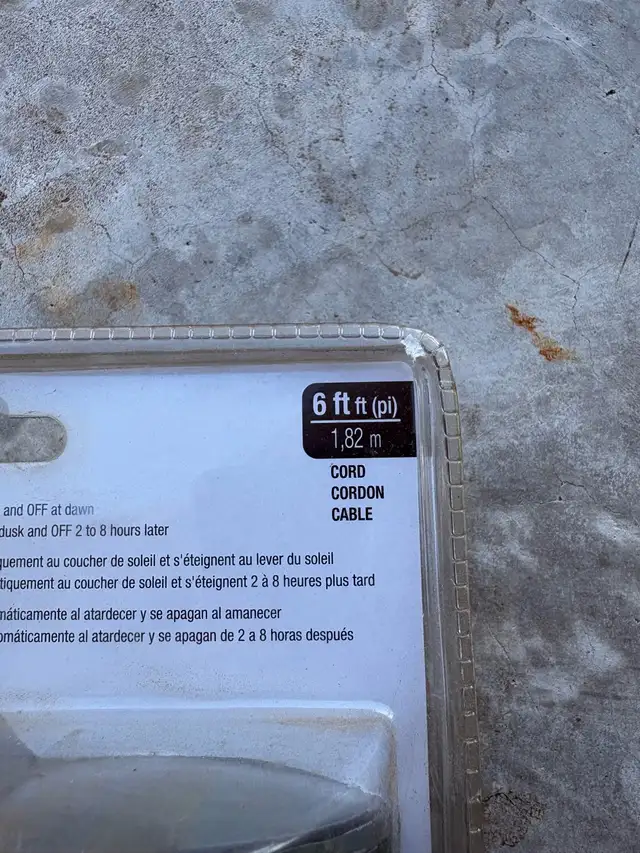 6 ft ft (pi)
1,82 m
CORD
CORDON
CABLE
and OFF at dawn
dusk and OFF 2 to 8 hours later
quement au coucher de soleil et s'éteignent au lever du soleil
tiquement au coucher de soleil et s'éteignent 2 à 8 heures plus tard
máticamente al atardecer y se apagan al amanecer
omáticamente al atardecer y se apagan de 2 a 8 horas después